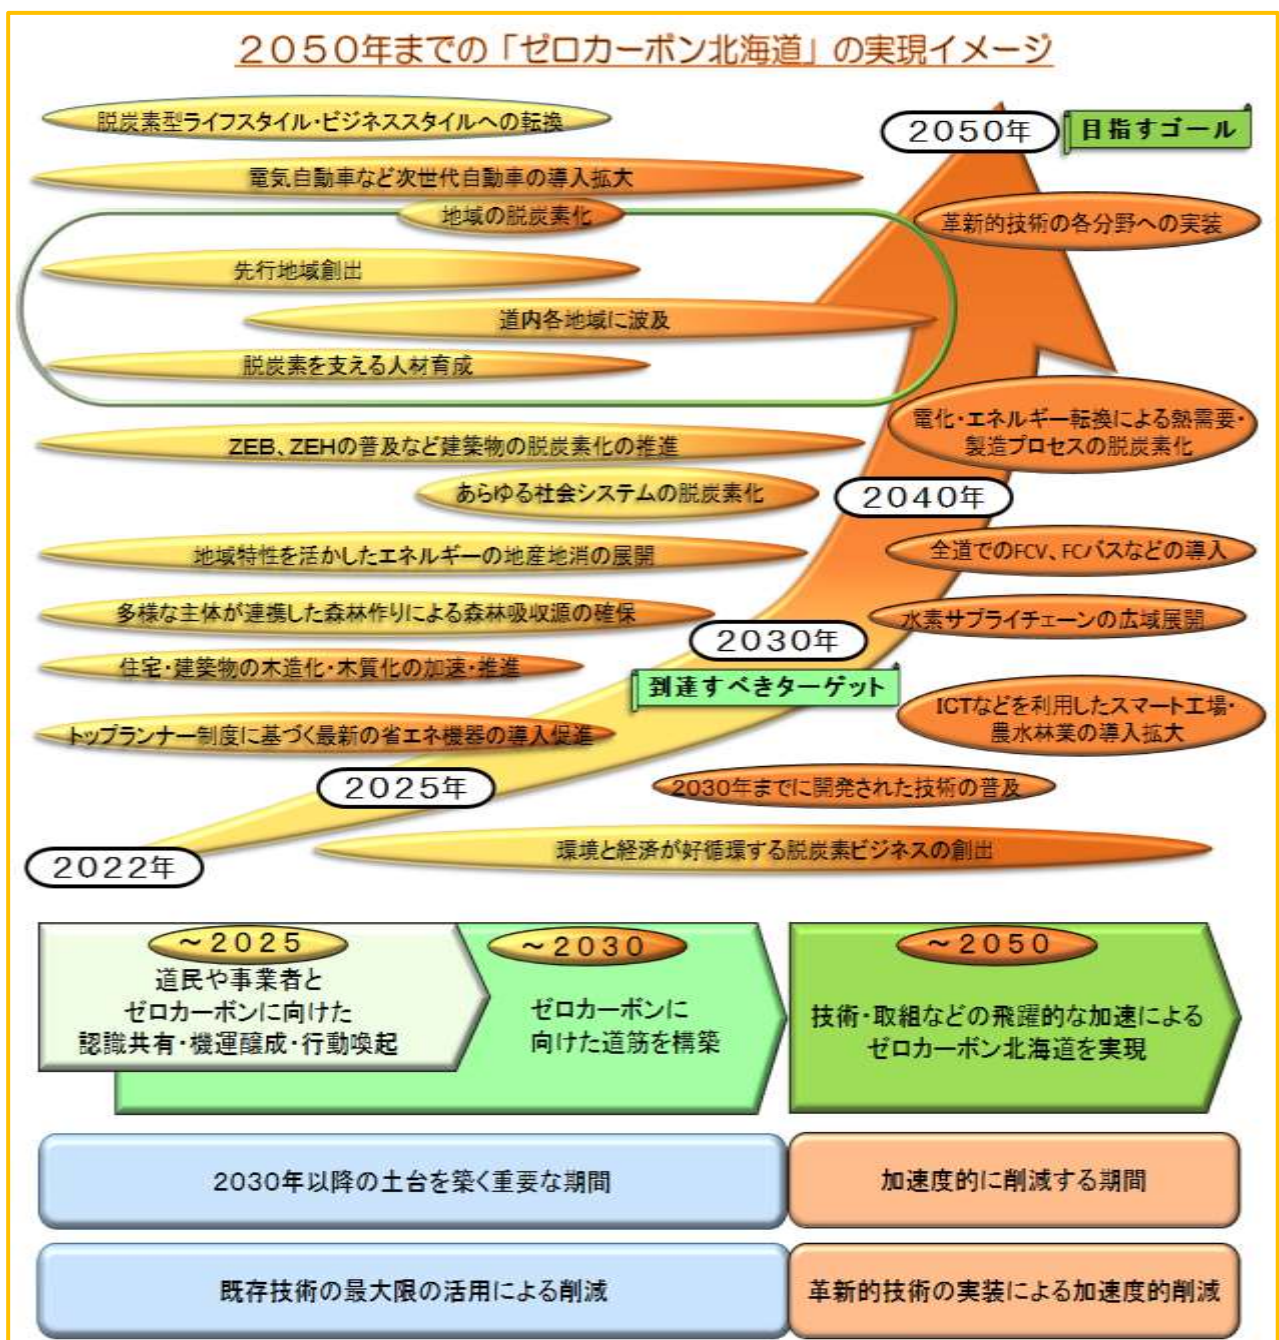 ２０５０年までの「ゼロカーボン北海道」の実現イメージ
脱炭素型ライフスタイル・ビジネススタイルへの転換
２０５０年
目指すゴール
電気自動車など次世代自動車の導入拡大
地域の脱炭素化
革新的技術の各分野への実装
先行地域創出
道内各地域に波及
脱炭素を支える人材育成
電化・エネルギー転換による熱需要・
製造プロセスの脱炭素化
ZEB、ZEHの普及など建築物の脱炭素化の推進
あらゆる社会システムの脱炭素化
２０４０年
地域特性を活かしたエネルギーの地産地消の展開
全道でのFCV、FCバスなどの導入
多様な主体が連携した森林作りによる森林吸収源の確保
水素サプライチェーンの広域展開
２０３０年
住宅・建築物の木造化・木質化の加速・推進
到達すべきターゲット
ICTなどを利用したスマート工場・
農水林業の導入拡大
トップランナー制度に基づく最新の省エネ機器の導入促進
２０２５年
2030年までに開発された技術の普及
環境と経済が好循環する脱炭素ビジネスの創出
２０２２年
～２０２５
道民や事業者と
ゼロカーボンに向けた
認識共有・機運醸成・行動喚起
～２０３０
ゼロカーボンに
向けた道筋を構築
～２０５０
技術・取組などの飛躍的な加速による
ゼロカーボン北海道を実現
2030年以降の土台を築く重要な期間
加速度的に削減する期間
既存技術の最大限の活用による削減
革新的技術の実装による加速度的削減